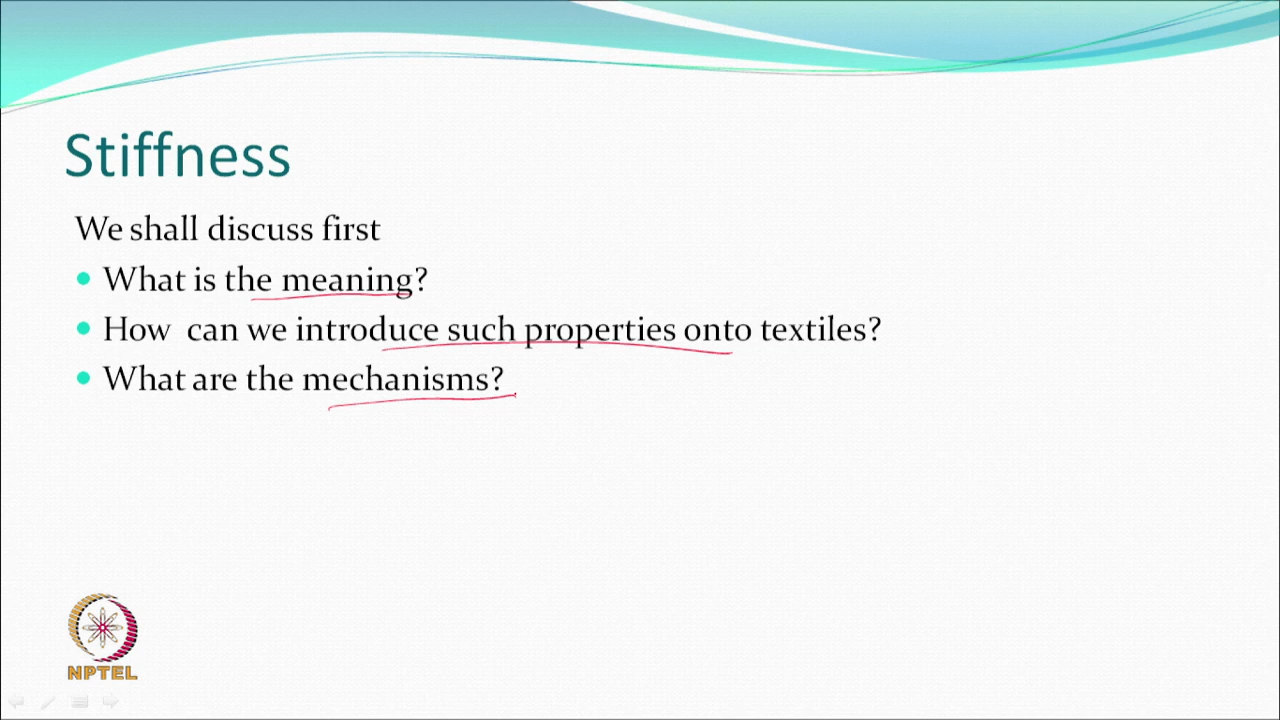 Stiffness
We shall discuss first
What is the meaning?
How can we introduce such properties onto textiles?
What are the mechanisms?
NPTEL